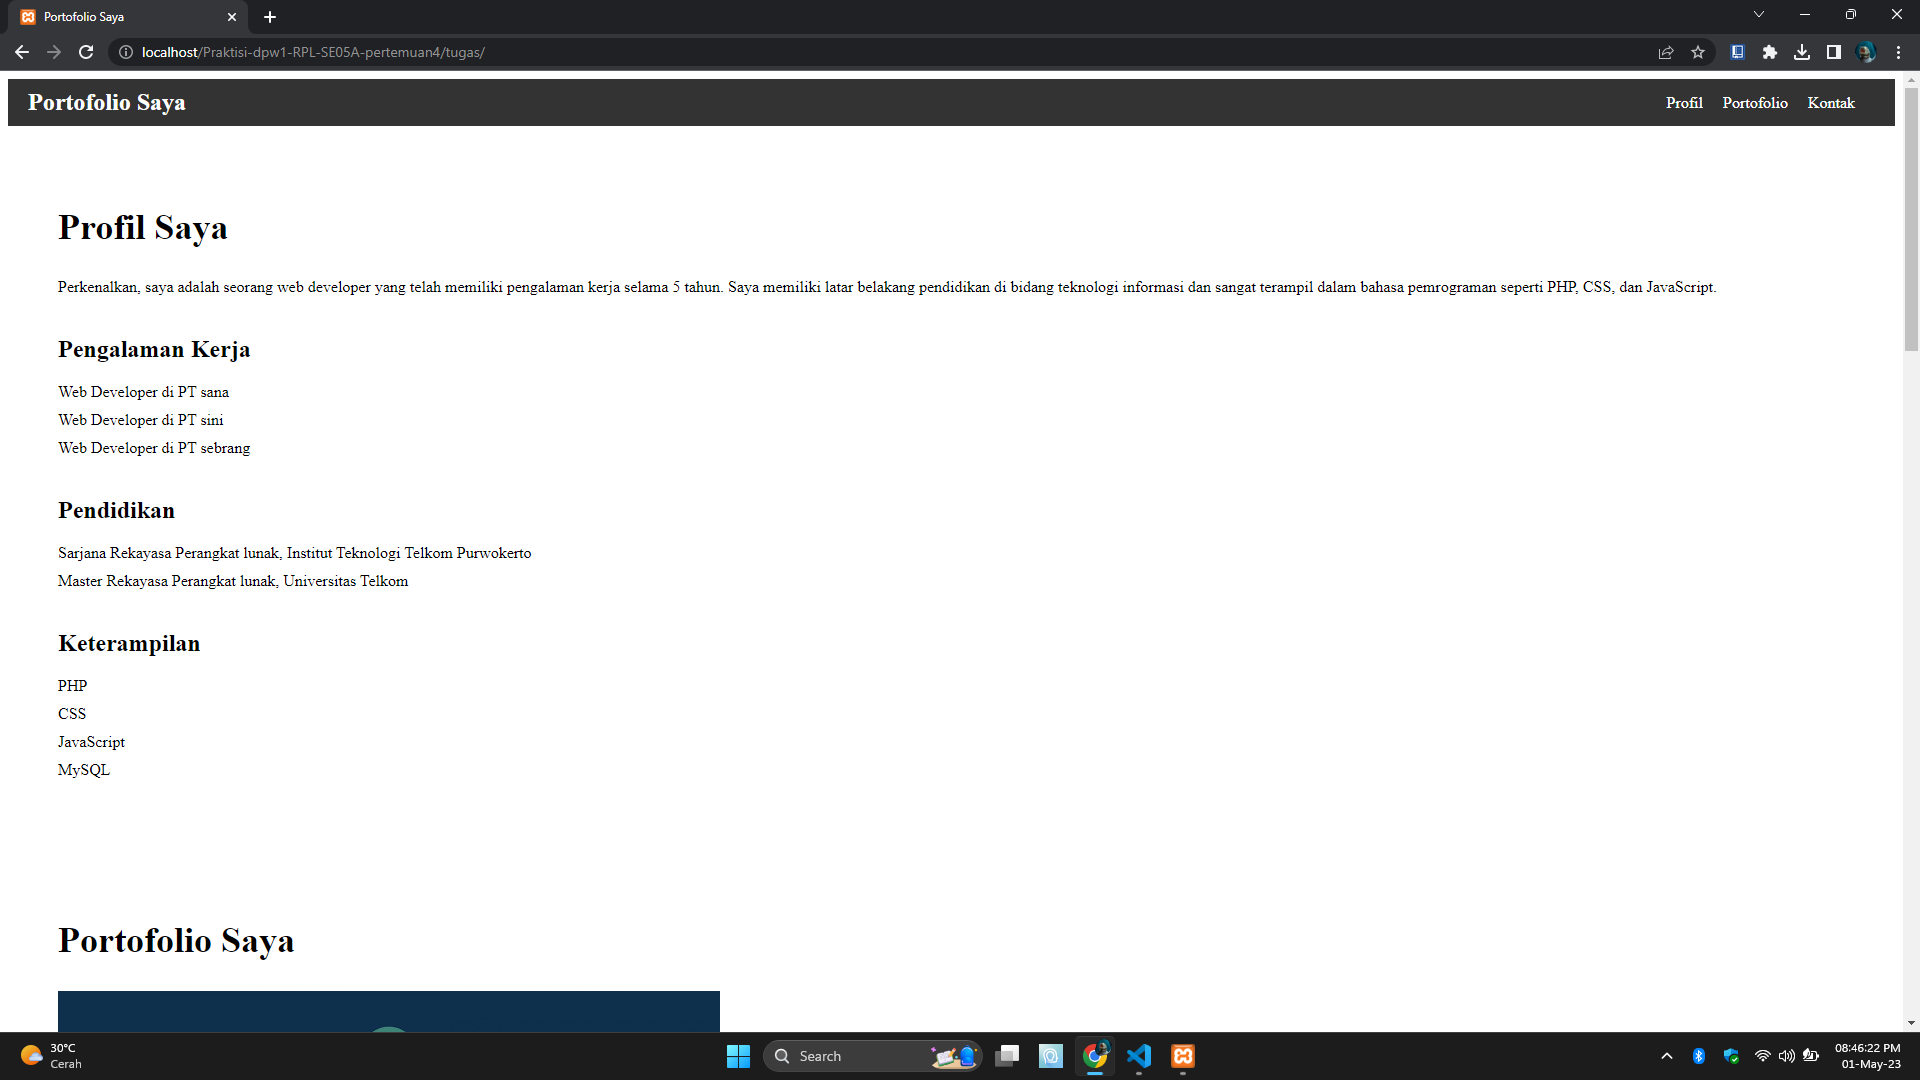 Portofolio Saya
localhost/Praktisi-dpw1-RPL-SE05A-pertemuan4/tugas/
Portofolio Saya
Profil Portofolio Kontak
Profil Saya
Perkenalkan, saya adalah seorang web developer yang telah memiliki pengalaman kerja selama 5 tahun. Saya memiliki latar belakang pendidikan di bidang teknologi informasi dan sangat terampil dalam bahasa pemrograman seperti PHP, CSS, dan JavaScript.
Pengalaman Kerja
Web Developer di PT sana
Web Developer di PT sini
Web Developer di PT sebrang
Pendidikan
Sarjana Rekayasa Perangkat lunak, Institut Teknologi Telkom Purwokerto
Master Rekayasa Perangkat lunak, Universitas Telkom
Keterampilan
PHP
CSS
JavaScript
MySQL
Portofolio Saya
30°C
Cerah
Search
08:46:22 PM
01-May-23